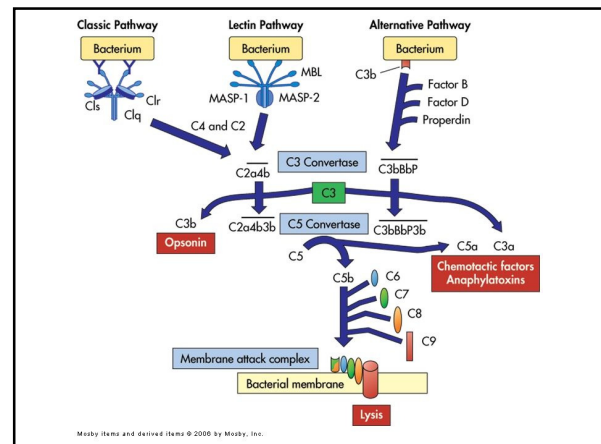 Classic Pathway
Lectin Pathway
Alternative Pathway
Bacterium
Bacterium
Bacterium
MBL
C3b
Cls
Clr
Clq
MASP-1
MASP-2
Factor B
Factor D
Properdin
C4 and C2
C3 Convertase
C2a4b
C3bBbP
C3
C3b
Opsonin
C2a4b3b
C5 Convertase
C3bBbP3b
C5
C5a
C3a
Chemotactic factors
Anaphylatoxins
C5b
C6
C7
C8
C9
Membrane attack complex
Bacterial membrane
Lysis
Mosby items and derived items © 2006 by Mosby, Inc.